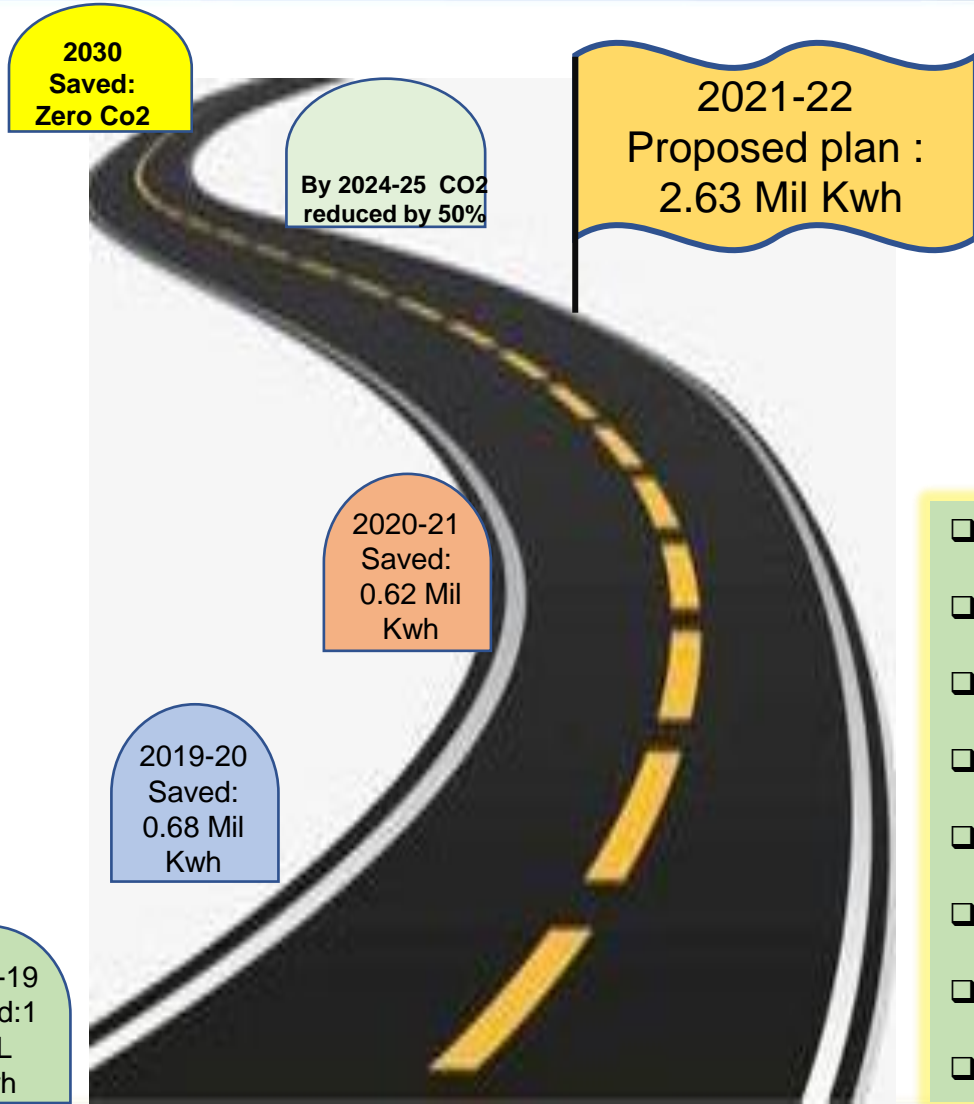 2030
Saved:
Zero Co2
By 2024-25 CO2
reduced by 50%
2021-22
Proposed plan :
2.63 Mil Kwh
2020-21
Saved:
0.62 Mil
Kwh
2019-20
Saved:
0.68 Mil
Kwh
-19
d:1
L
h